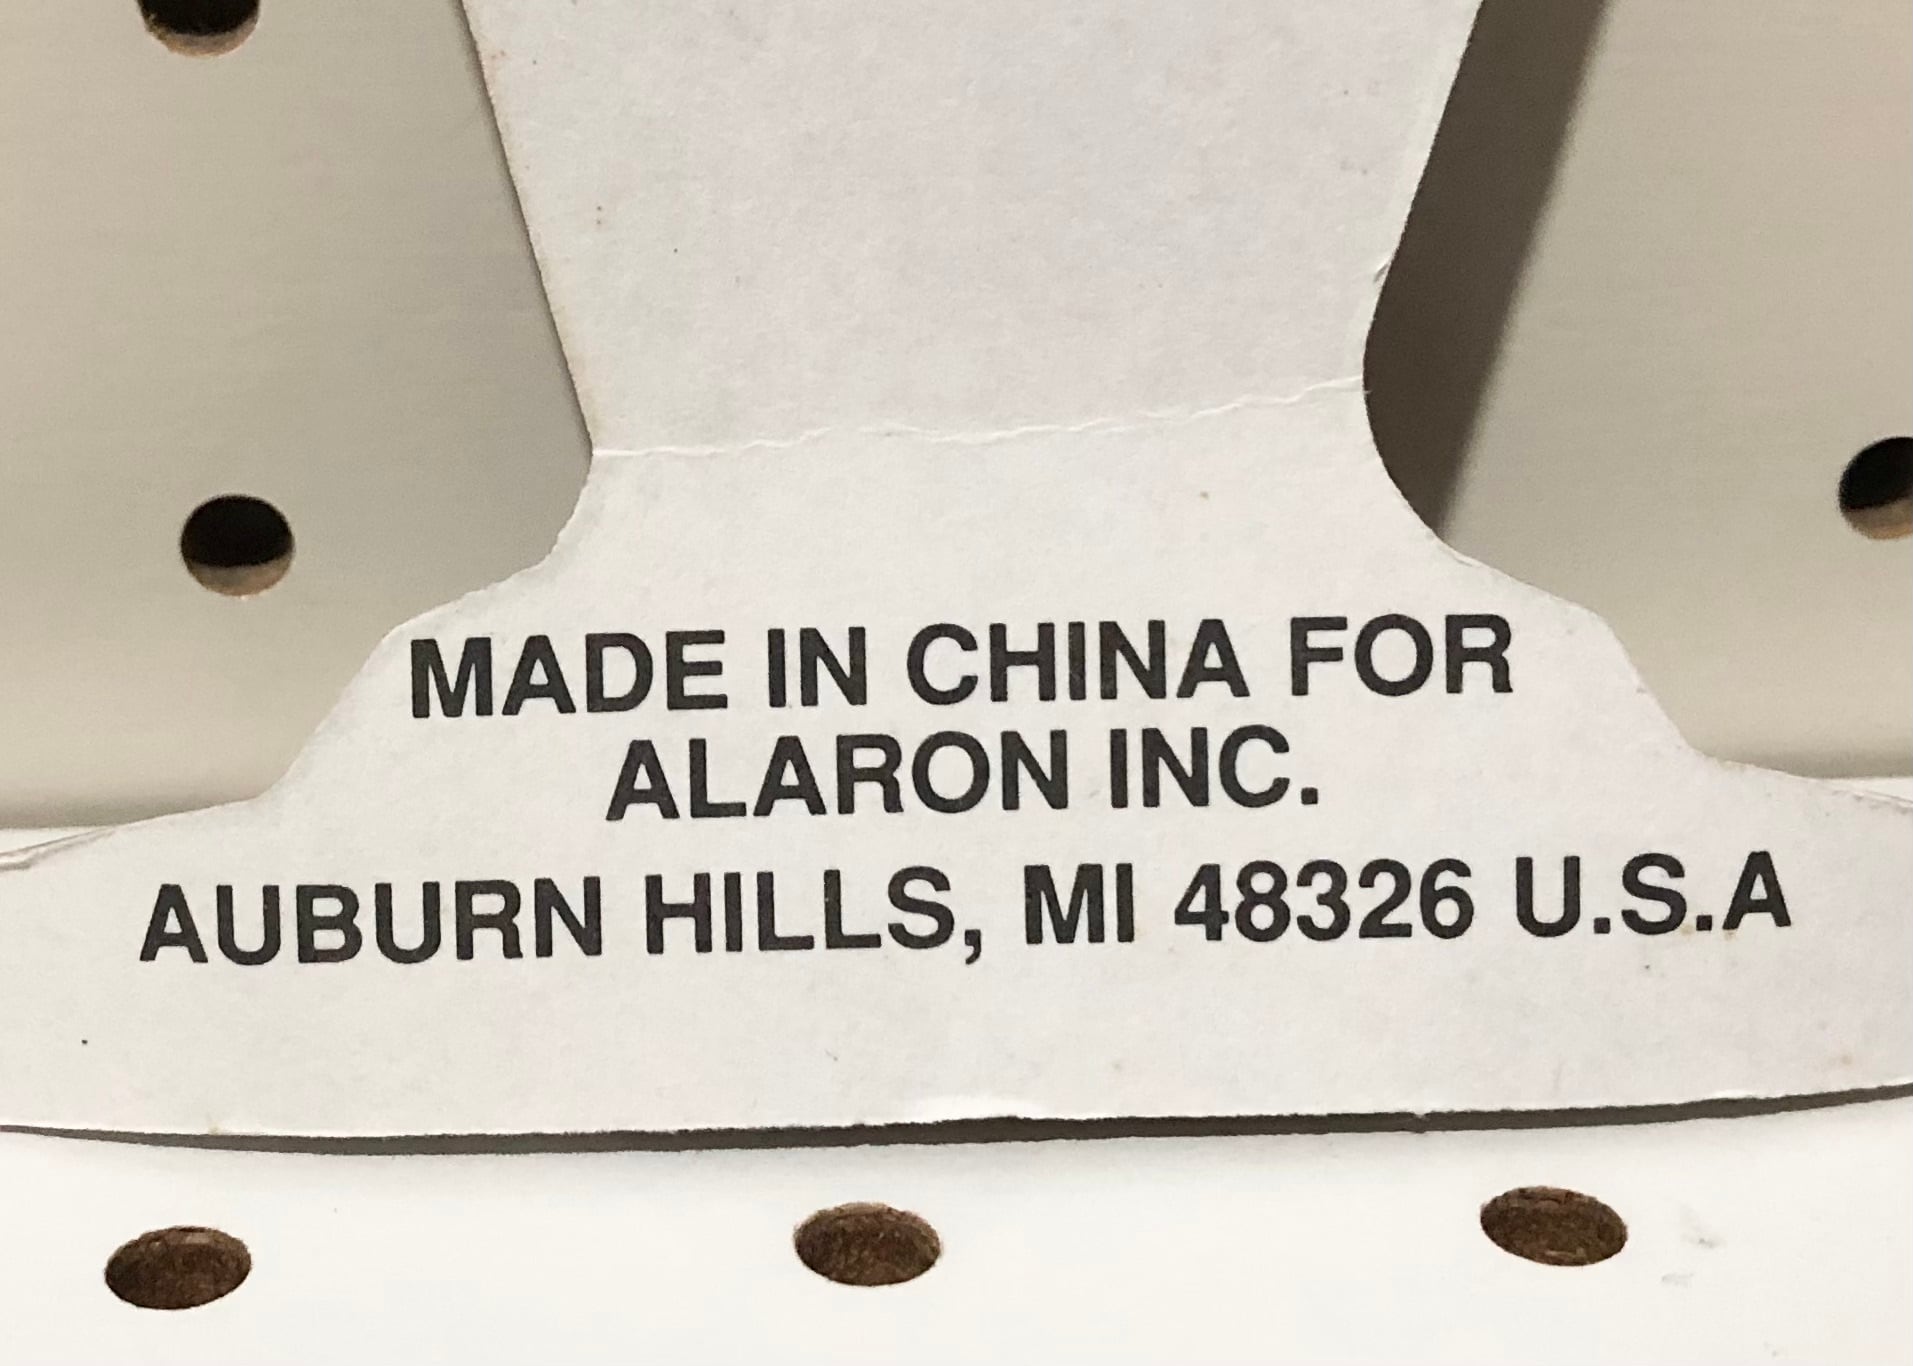 MADE IN CHINA FOR
ALARON INC.
AUBURN HILLS, MI 48326 U.S.A